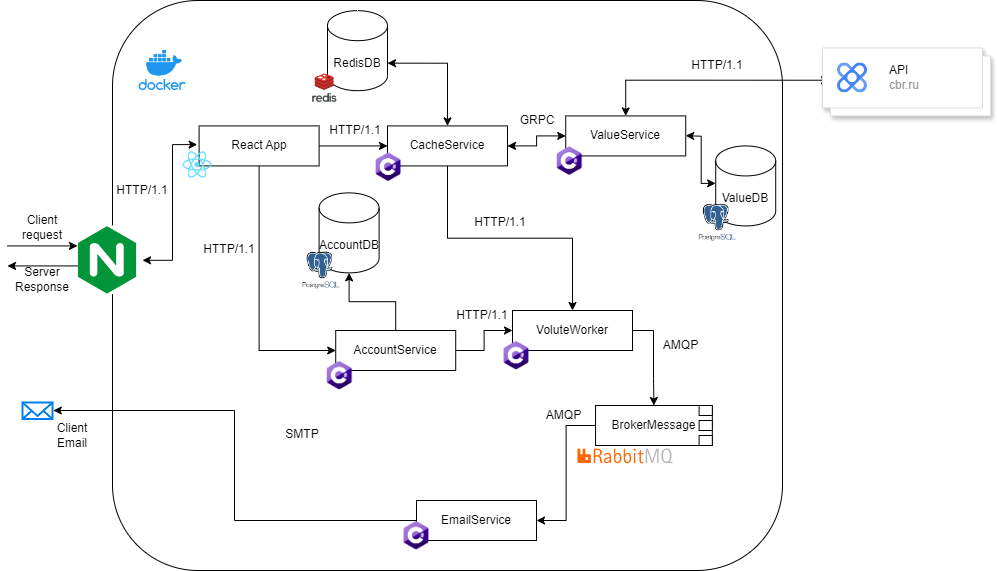 docker
RedisDB
redis
HTTP/1.1
API
cbr.ru
React App
HTTP/1.1
CacheService
GRPC
ValueService
HTTP/1.1
ValueDB
PostgreSQL
Client
request
N
Server
Response
HTTP/1.1
AccountDB
PostgreSQL
HTTP/1.1
AccountService
HTTP/1.1
VoluteWorker
AMQP
Client
Email
SMTP
AMQP
BrokerMessage
RabbitMQ
EmailService